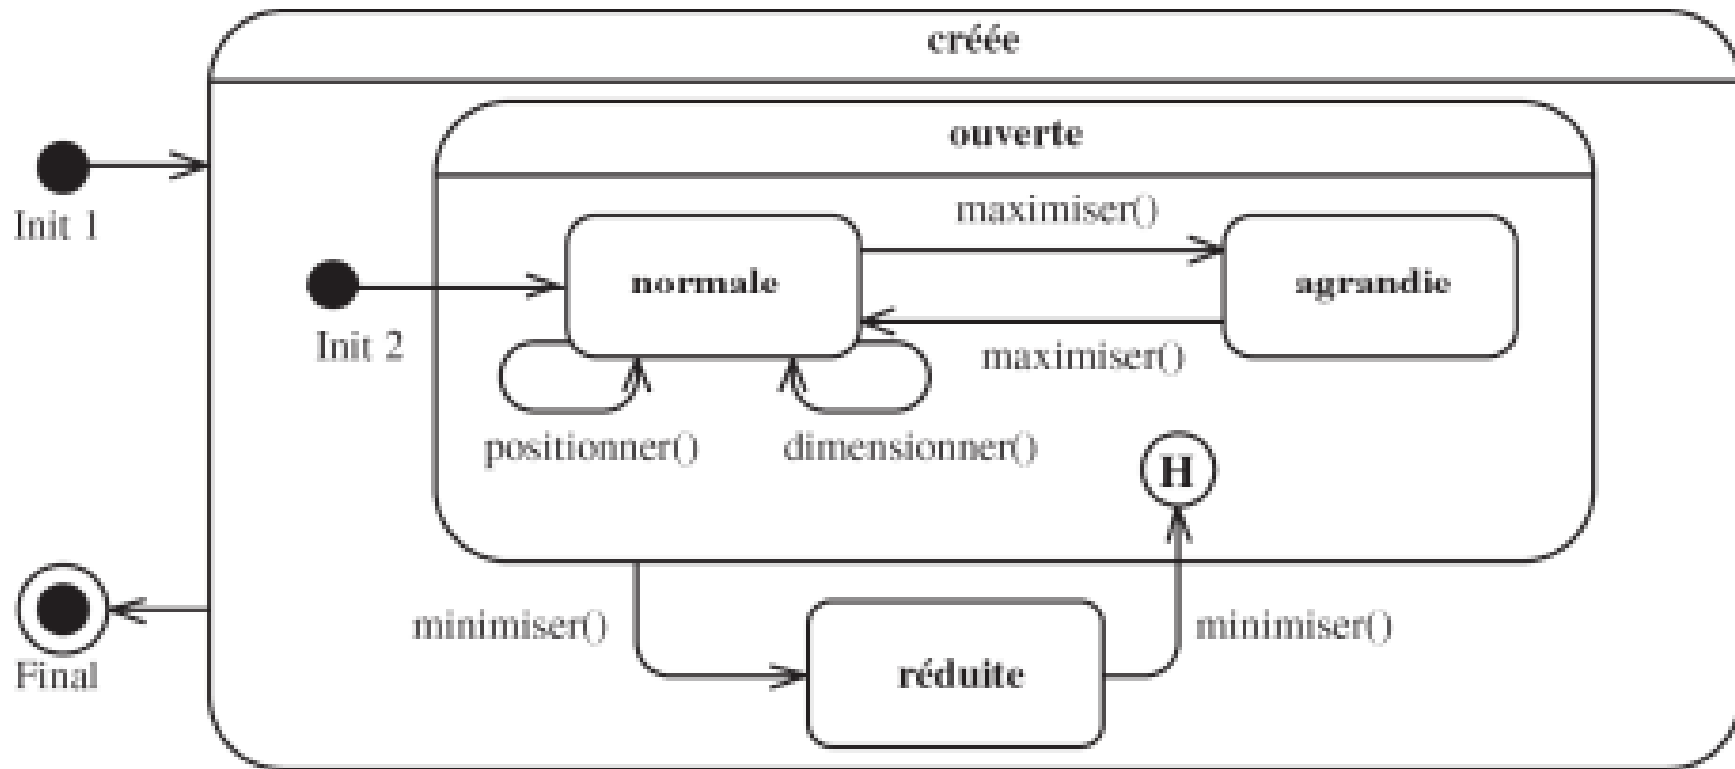 créée
ouverte
Init 1
maximiser()
normale
agrandie
Init 2
maximiser()
positionner()
dimensionner()
H
minimiser()
minimiser()
réduite
Final